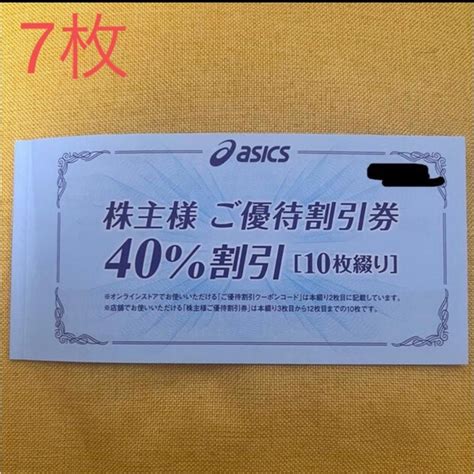 7枚
asics
株主様 ご優待割引券
40%割引[10枚綴り]
※オンラインストアでお使いいただける「ご優待割引クーポンコード」は本綴り2枚目に記載しています。
※店舗でお使いいただける「株主様ご優待割引券」は本綴り3枚目から12枚目までの10枚です。